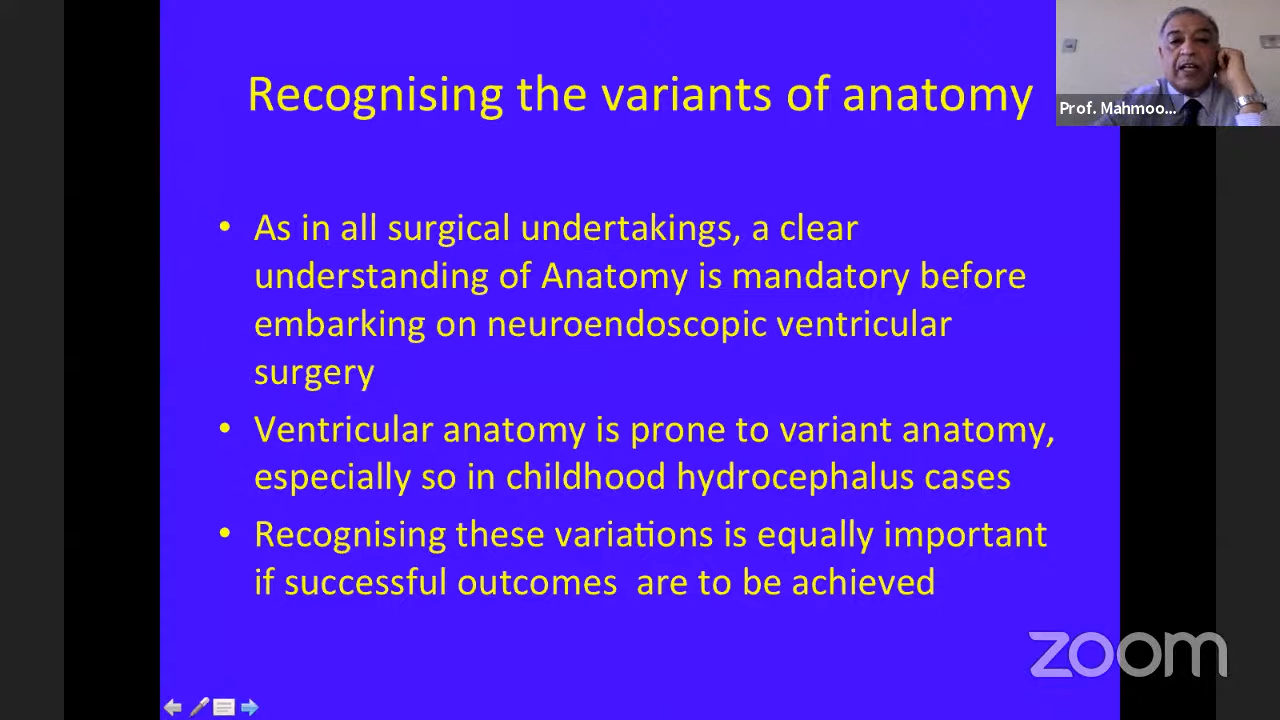 Recognising the variants of anatomy
Prof. Mahmoo...
• As in all surgical undertakings, a clear
understanding of Anatomy is mandatory before
embarking on neuroendoscopic ventricular
surgery
• Ventricular anatomy is prone to variant anatomy,
especially so in childhood hydrocephalus cases
• Recognising these variations is equally important
if successful outcomes  are to be achieved
zoom